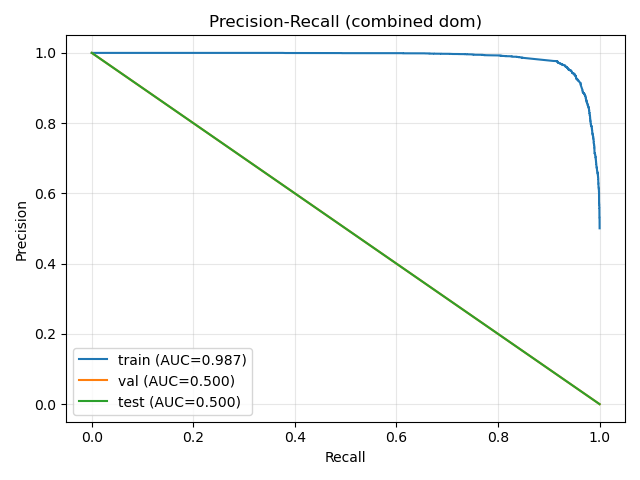 Precision-Recall (combined dom)
Precision
1.0
0.8
0.6
0.4
0.2
0.0
train (AUC=0.987)
val (AUC=0.500)
test (AUC=0.500)
0.0 0.2 0.4 0.6 0.8 1.0
Recall